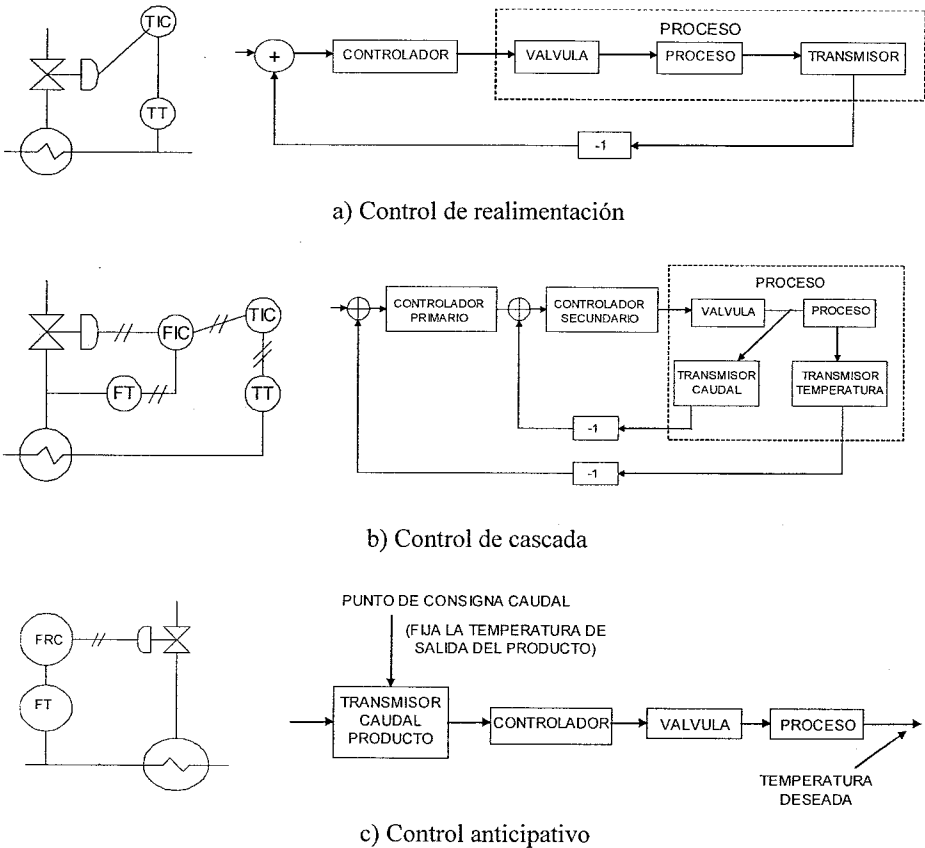 TIC
TT
PROCESO
+
CONTROLADOR
VALVULA
PROCESO
TRANSMISOR
-1
a) Control de realimentación
TIC
FIC
FT
TT
PROCESO
CONTROLADOR
PRIMARIO
CONTROLADOR
SECUNDARIO
VALVULA
PROCESO
TRANSMISOR
CAUDAL
TRANSMISOR
TEMPERATURA
-1
-1
b) Control de cascada
FRC
FT
PUNTO DE CONSIGNA CAUDAL
(FIJA LA TEMPERATURA DE
SALIDA DEL PRODUCTO)
TRANSMISOR
CAUDAL
PRODUCTO
CONTROLADOR
VALVULA
PROCESO
TEMPERATURA
DESEADA
c) Control anticipativo